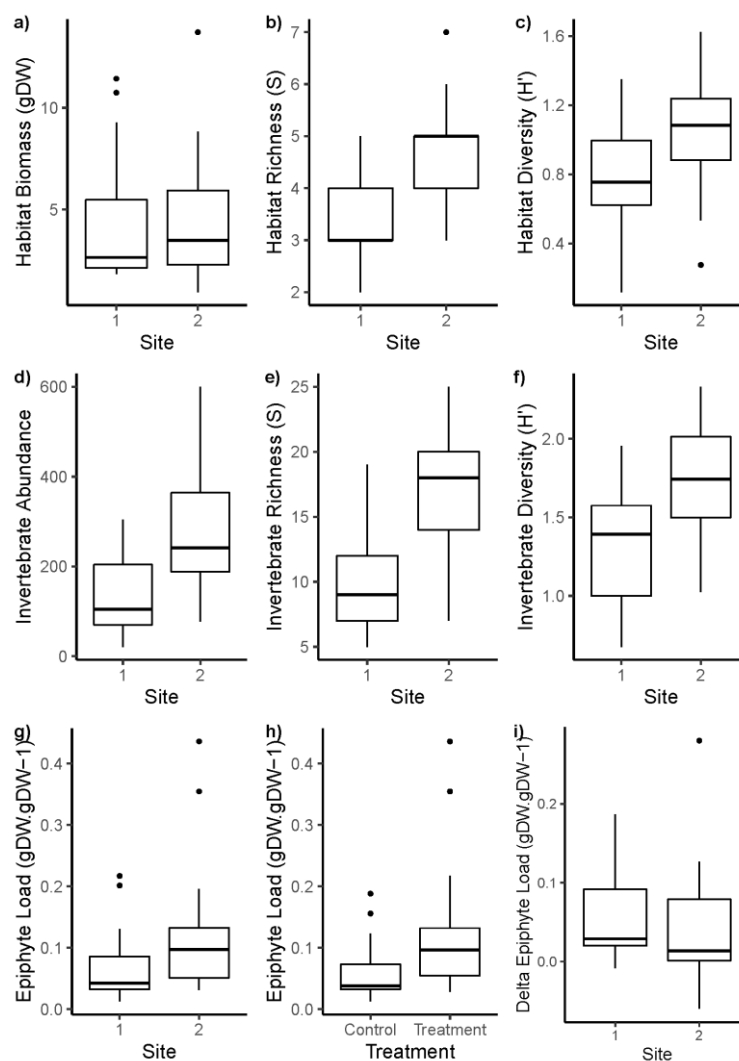 a)
Habitat Biomass (gDW)
10
5
1 2
Site
b)
Habitat Richness (S)
7
6
5
4
3
2
1 2
Site
c)
Habitat Diversity (H')
1.6
1.2
0.8
0.4
1 2
Site
d)
Invertebrate Abundance
600
400
200
0
1 2
Site
e)
Invertebrate Richness (S)
25
20
15
10
5
1 2
Site
f)
Invertebrate Diversity (H')
2.0
1.5
1.0
1 2
Site
g)
Epiphyte Load (gDW.gDW−1)
0.4
0.3
0.2
0.1
0.0
1 2
Site
h)
Epiphyte Load (gDW.gDW−1)
0.4
0.3
0.2
0.1
0.0
Control Treatment
Treatment
i)
Delta Epiphyte Load (gDW.gDW−1)
0.2
0.1
0.0
1 2
Site